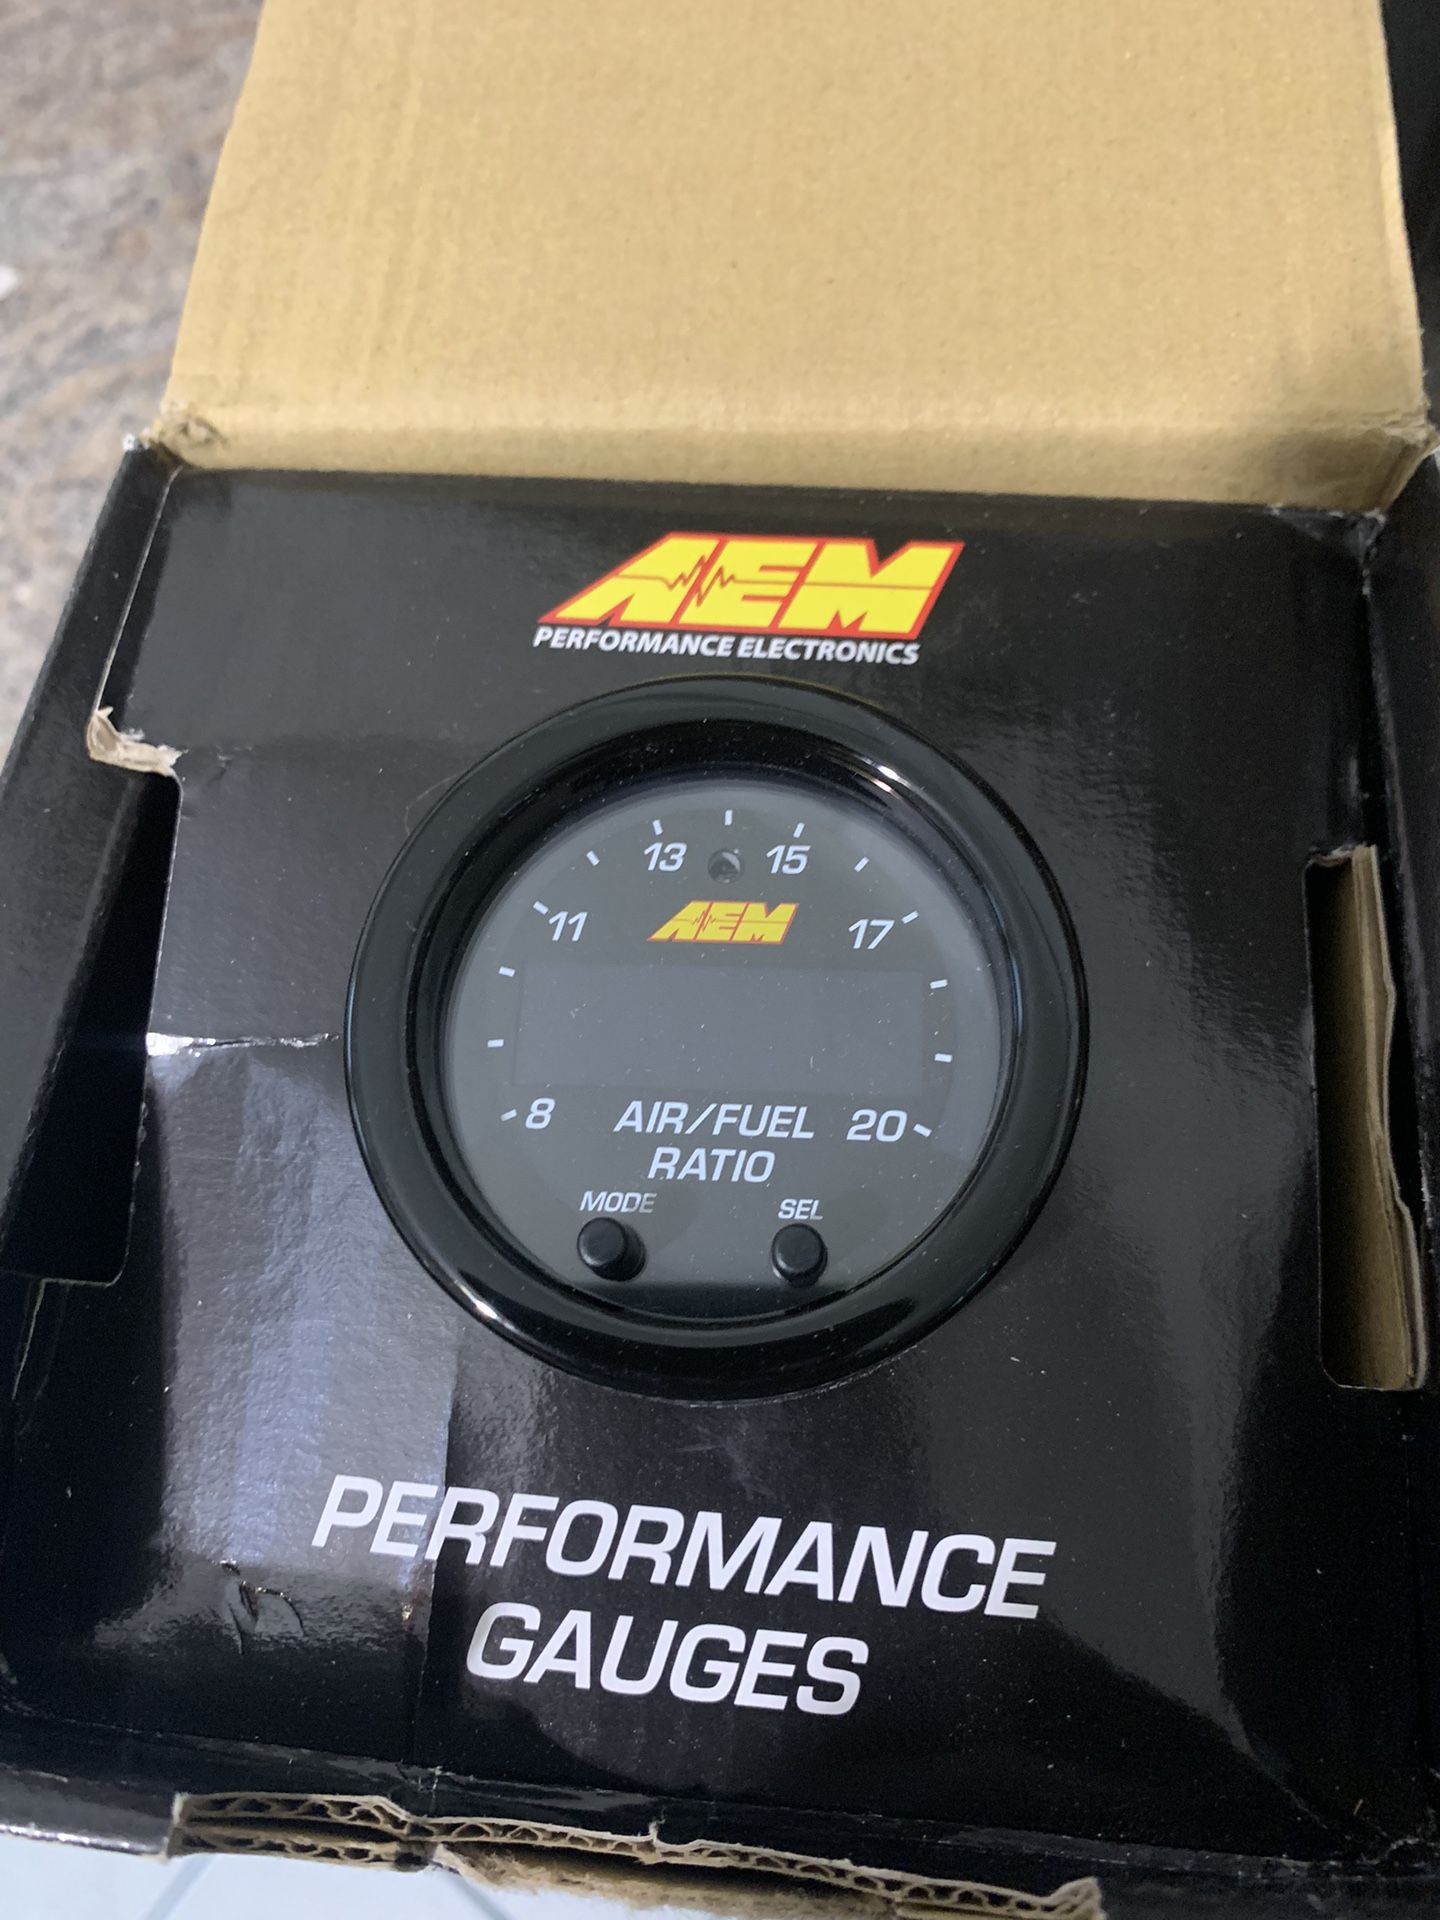 AEM
PERFORMANCE ELECTRONICS
13 15
11 AEM 17
8 AIR/FUEL 20
RATIO
MODE SEL
PERFORMANCE
GAUGES